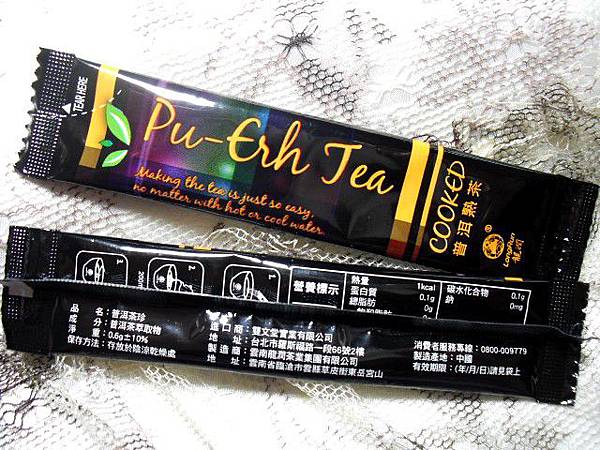 TEAR HERE
Pu-Erh Tea
Making the tea is just so easy,
no matter with hot or cool water.
COOKED
普洱熟茶
®
LongRun
營養標示
熱量 1kcal
蛋白質 0.1g
總脂肪 0g
碳水化合物 0.1g
鈉 0mg
品名：普洱茶珍
成分：普洱茶萃取物
淨重：0.6g±10%
保存方法：存放於陰涼乾燥處
進口商：雙文堂實業有限公司
地址：台北市羅斯福路一段66號2樓
製造商：雲南龍潤茶業集團有限公司
地址：雲南省臨滄市雲縣草皮街東岳宮山
消費者服務專線：0800-009779
製造產地：中國
有效期限：(年/月/日)請見袋上